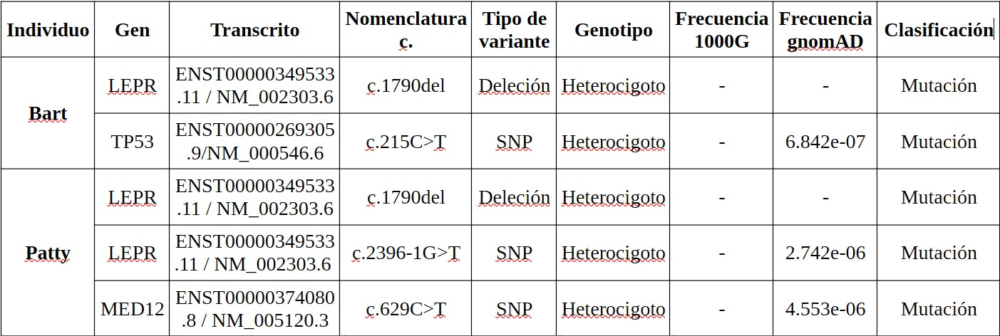 Individuo Gen Transcrito Nomenclatura c. Tipo de variante Genotipo Frecuencia 1000G Frecuencia gnomAD Clasificación
Bart
LEPR ENST00000349533.11 / NM_002303.6 c.1790del Deleción Heterocigoto - - Mutación
TP53 ENST00000269305.9/NM_000546.6 c.215C>T SNP Heterocigoto - 6.842e-07 Mutación
Patty
LEPR ENST00000349533.11 / NM_002303.6 c.1790del Deleción Heterocigoto - - Mutación
LEPR ENST00000349533.11 / NM_002303.6 c.2396-1G>T SNP Heterocigoto - 2.742e-06 Mutación
MED12 ENST00000374080.8 / NM_005120.3 c.629C>T SNP Heterocigoto - 4.553e-06 Mutación